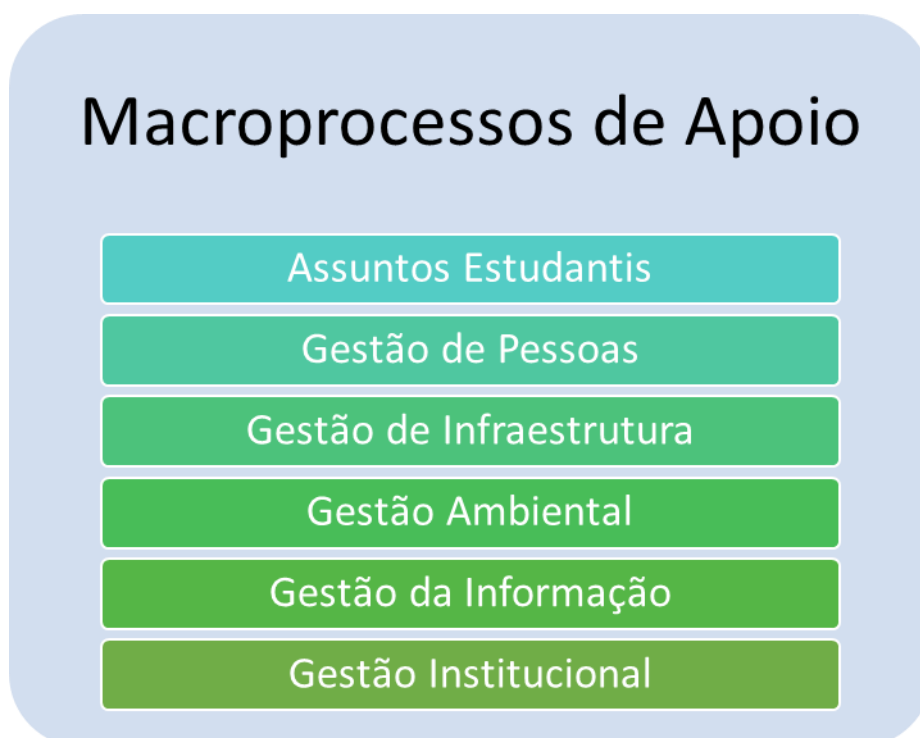 Macroprocessos de Apoio
Assuntos Estudantis
Gestão de Pessoas
Gestão de Infraestrutura
Gestão Ambiental
Gestão da Informação
Gestão Institucional